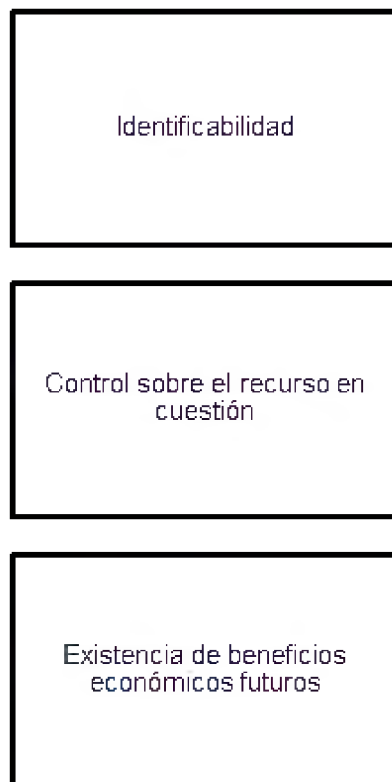 Identificabilidad
Control sobre el recurso en
cuestión
Existencia de beneficios
económicos futuros